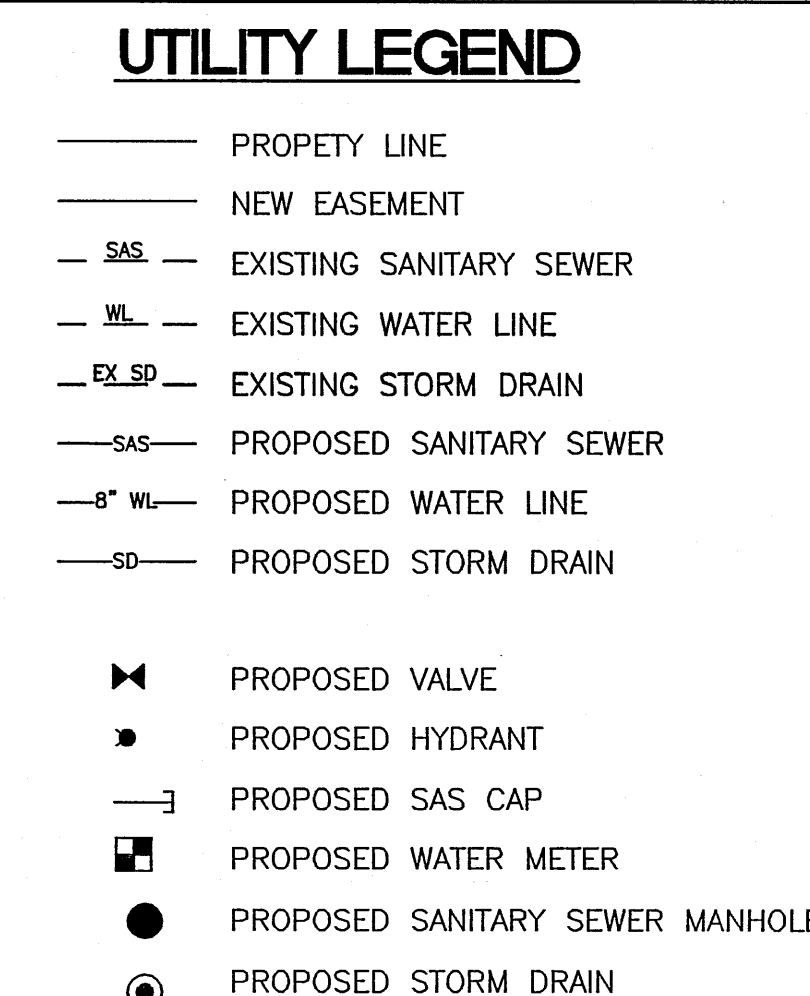 UTILITY LEGEND
PROPETY LINE
NEW EASEMENT
SAS EXISTING SANITARY SEWER
WL EXISTING WATER LINE
EX SD EXISTING STORM DRAIN
SAS PROPOSED SANITARY SEWER
8" WL PROPOSED WATER LINE
SD PROPOSED STORM DRAIN
PROPOSED VALVE
PROPOSED HYDRANT
PROPOSED SAS CAP
PROPOSED WATER METER
PROPOSED SANITARY SEWER MANHOLE
PROPOSED STORM DRAIN